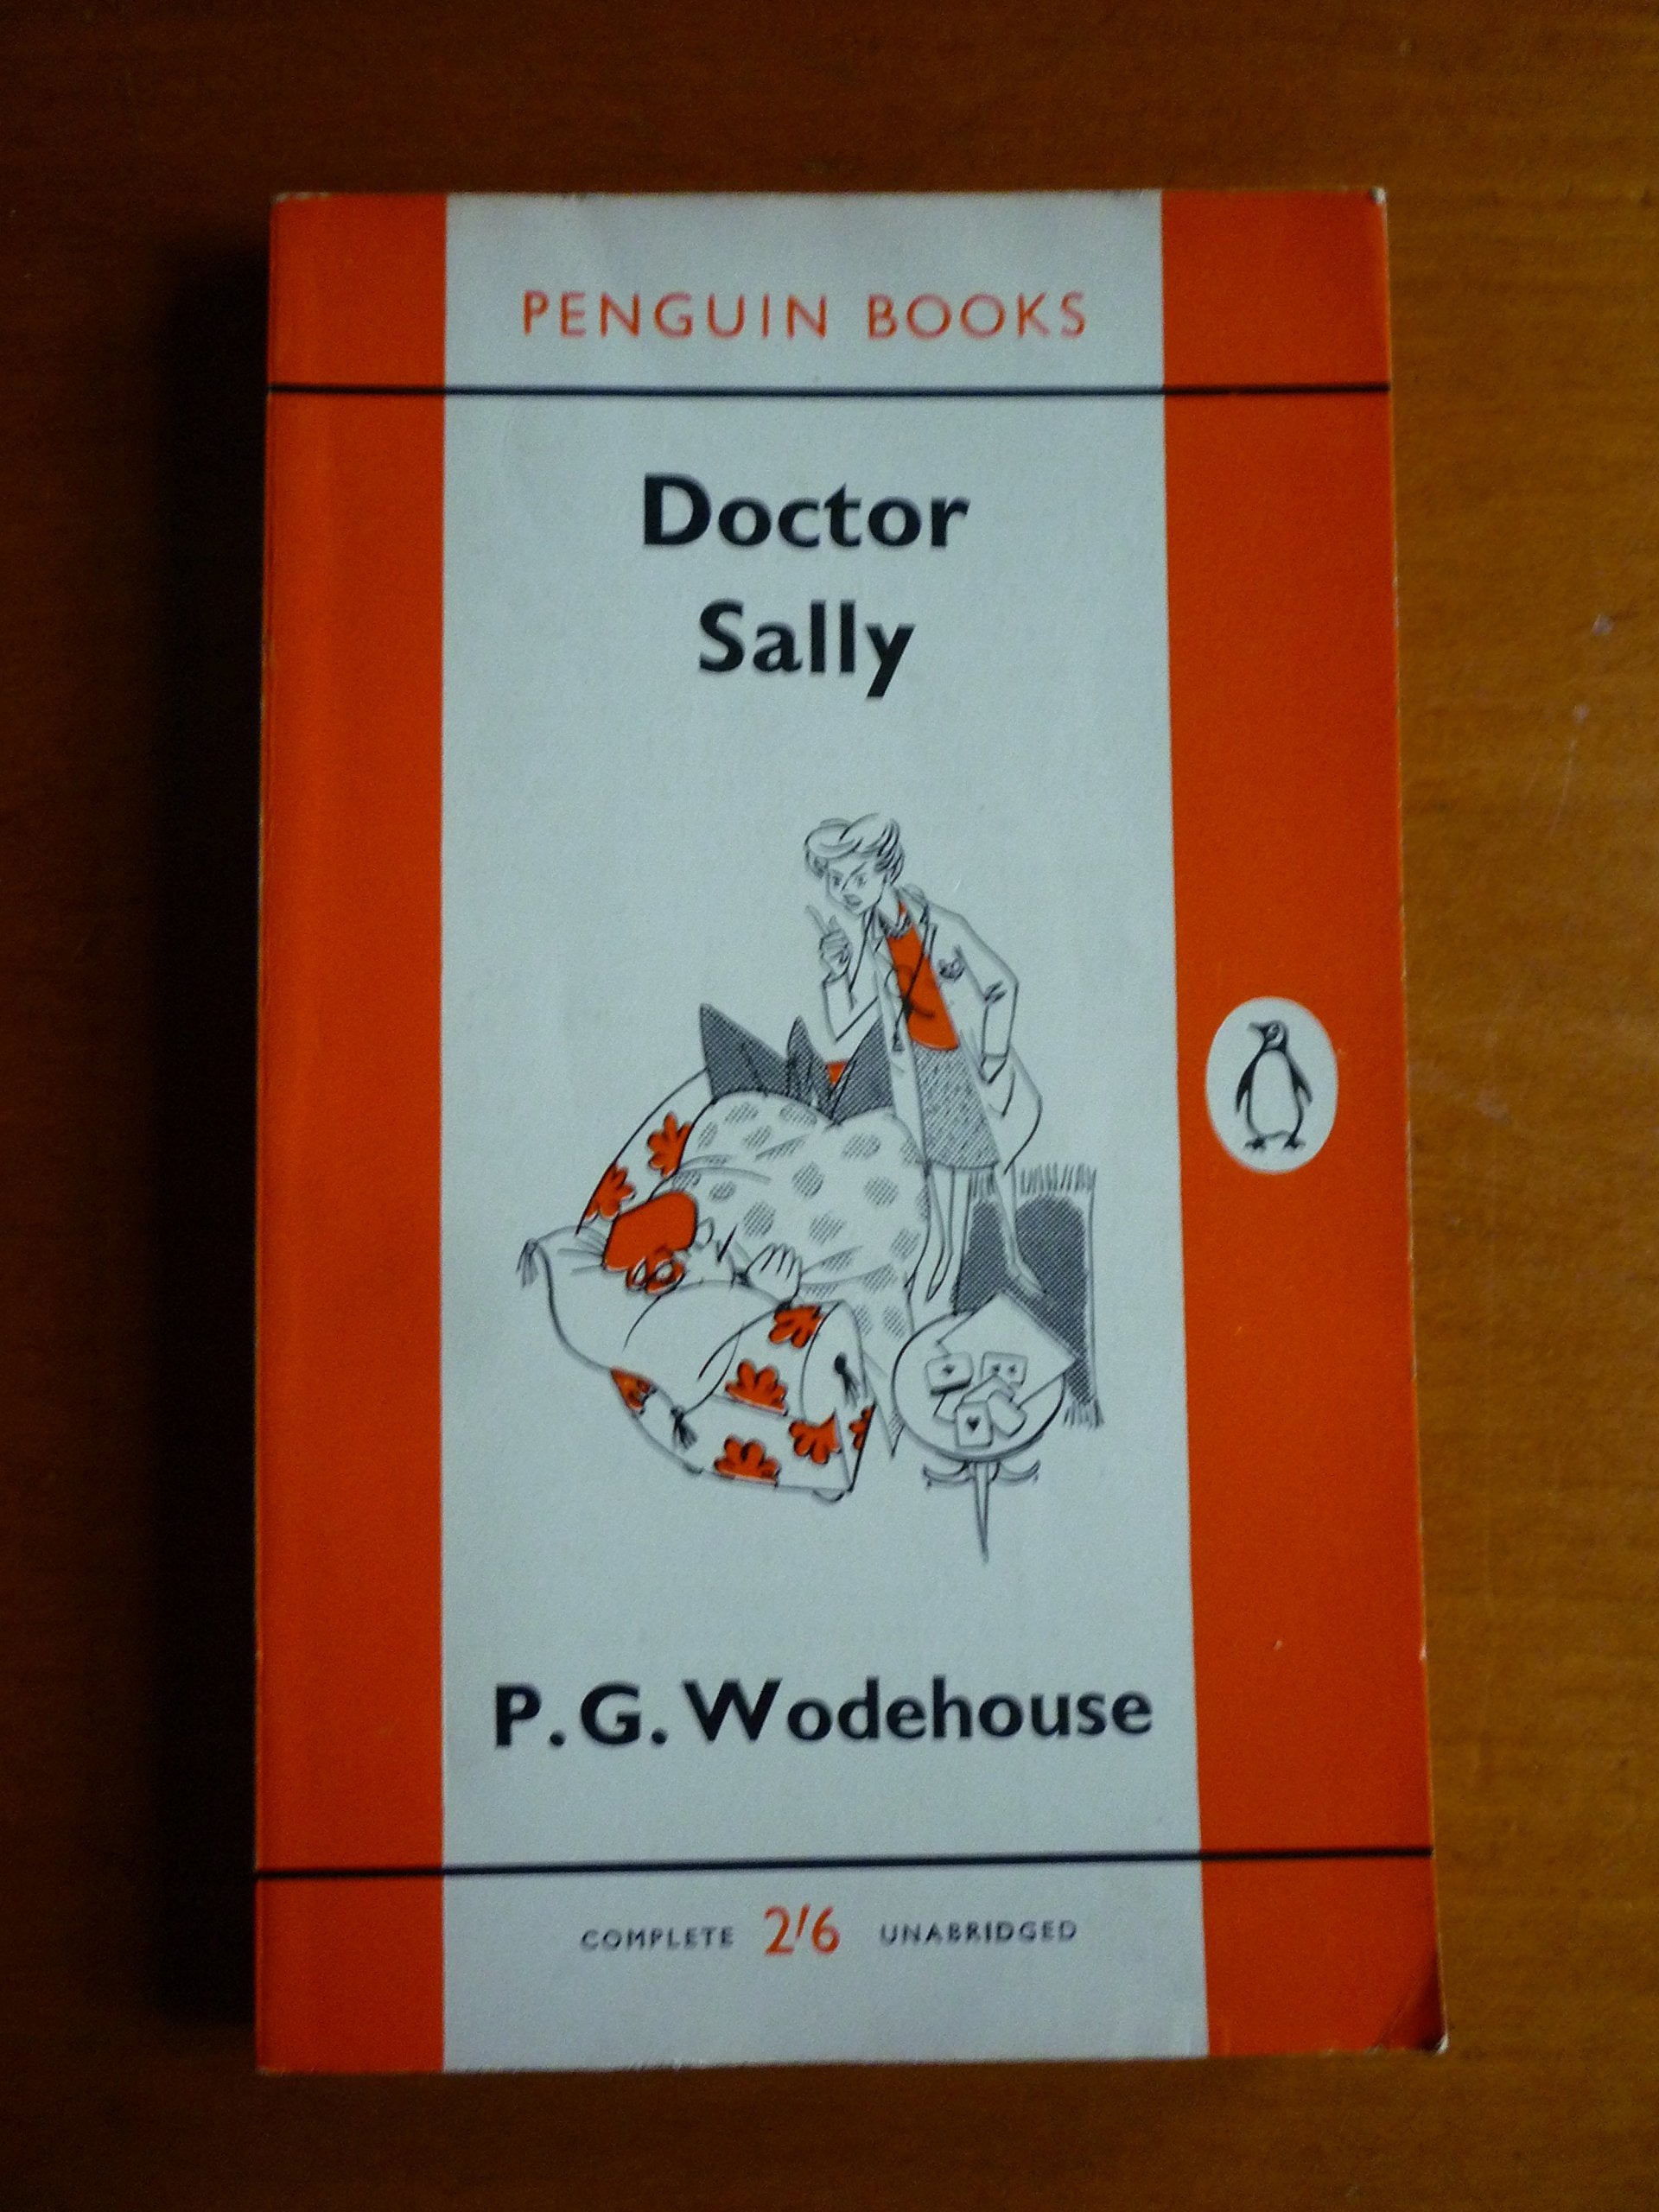 PENGUIN BOOKS
Doctor
Sally
P. G. Wodehouse
COMPLETE 2'6 UNABRIDGED